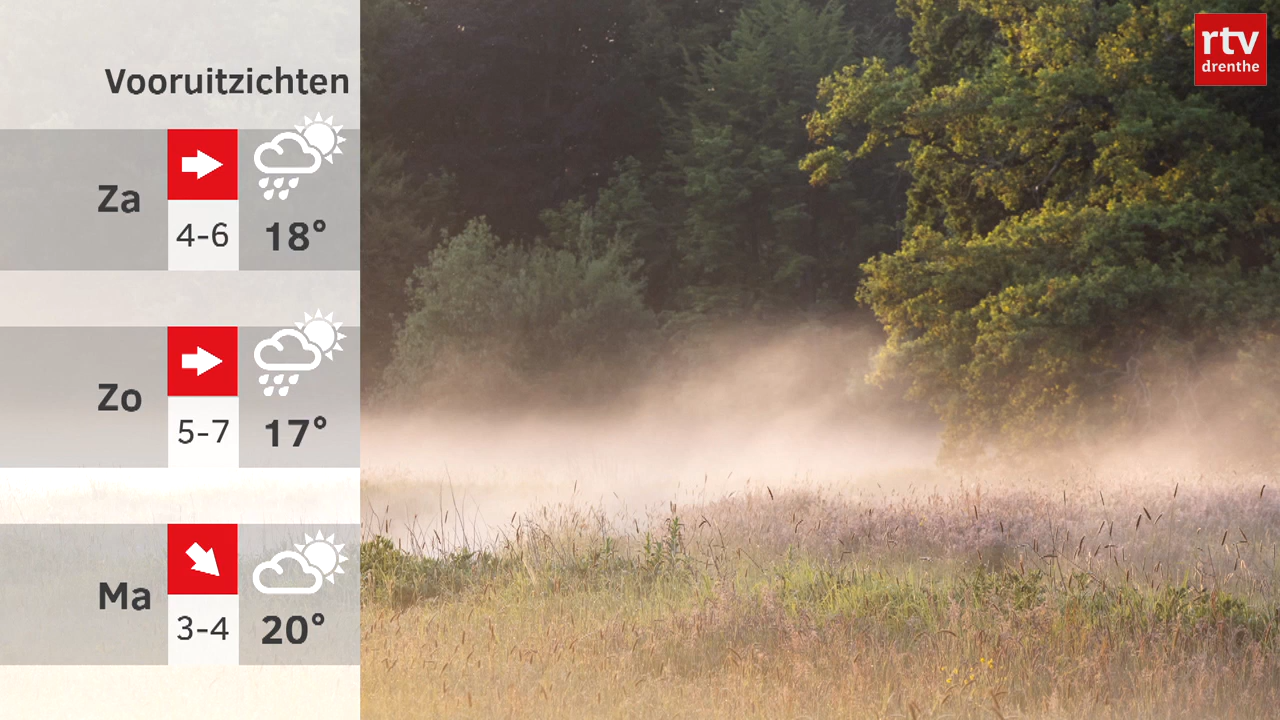 rtv
drenthe
Vooruitzichten
Za
4-6
18°
Zo
5-7
17°
Ma
3-4
20°